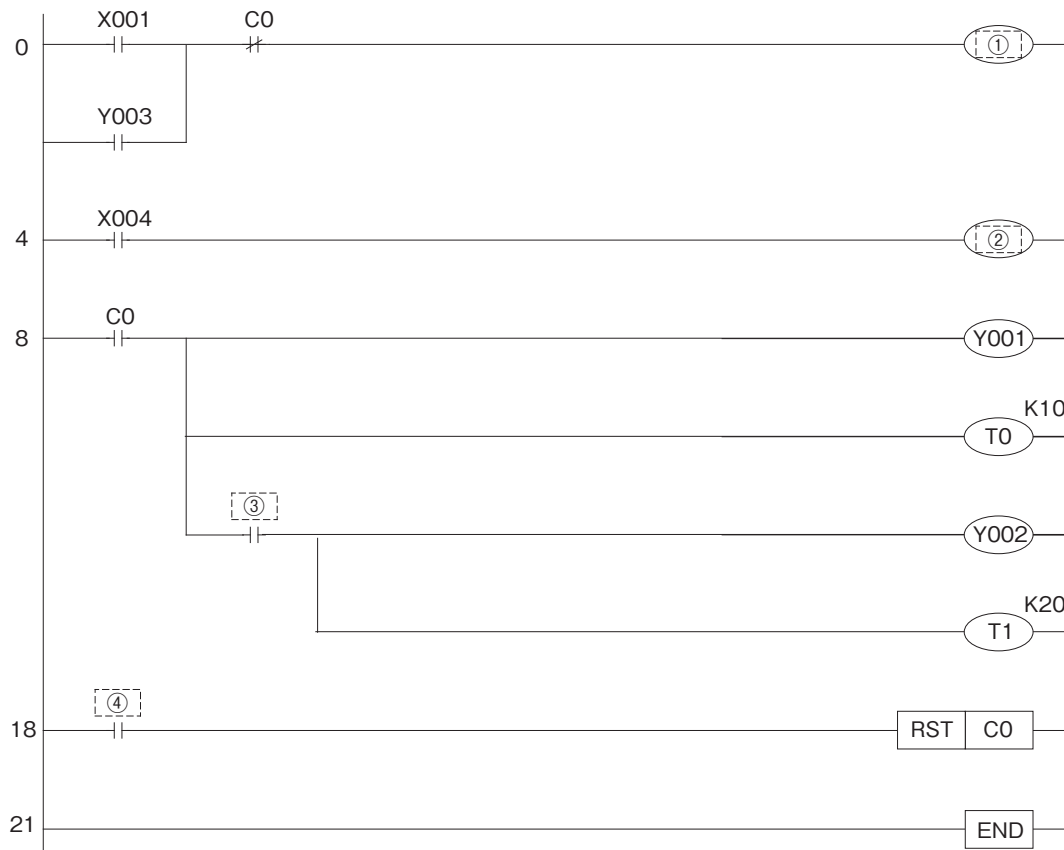 X001 C0
0 ①
Y003
X004
4 ②
C0
8 Y001
K10
T0
③
Y002
K20
T1
④
18 RST C0
21 END